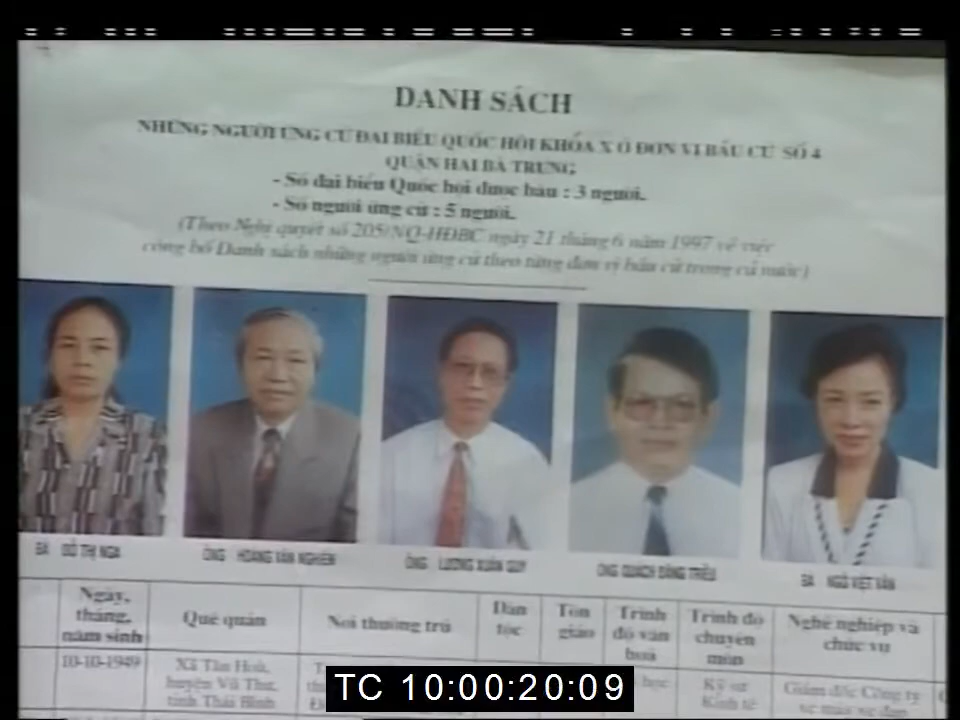 DANH SÁCH
NHỮNG NGƯỜI ỨNG CỬ ĐẠI BIỂU QUỐC HỘI KHÓA X Ở ĐƠN VỊ BẦU CỬ SỐ 4
QUẬN HAI BÀ TRƯNG
- Số đại biểu Quốc hội được bầu : 3 người.
- Số người ứng cử : 5 người.
(Theo Nghị quyết số 205/NQ-HĐBC ngày 21 tháng 6 năm 1997 về việc
công bố Danh sách những người ứng cử theo từng đơn vị bầu cử trong cả nước)
BÀ ĐỖ THỊ NGA
ÔNG HOÀNG VĂN NGHIÊN
ÔNG LƯƠNG XUÂN QUỲ
ÔNG QUÁCH ĐĂNG TRIỀU
BÀ NGÔ VIỆT VÂN
Ngày, tháng, năm sinh
Quê quán
Nơi thường trú
Dân tộc
Tôn giáo
Trình độ văn hoá
Trình độ chuyên môn
Nghề nghiệp và chức vụ
10-10-1949
Xã Tân Hoà,
huyện Vũ Thư,
tỉnh Thái Bình
học
Kỹ sư
Kinh tế
Giám đốc Công ty
TC 10:00:20:09